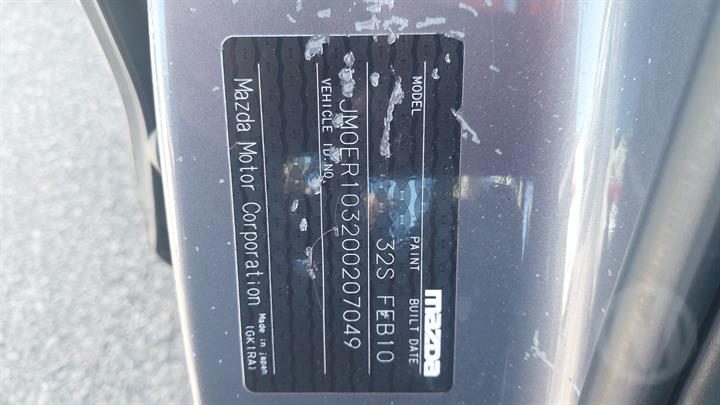 mazda
MODEL PAINT BUILT DATE
32S FEB10
JM0ER103200207049
VEHICLE ID.NO.
Mazda Motor Corporation Made in Japan
(GK1RA)